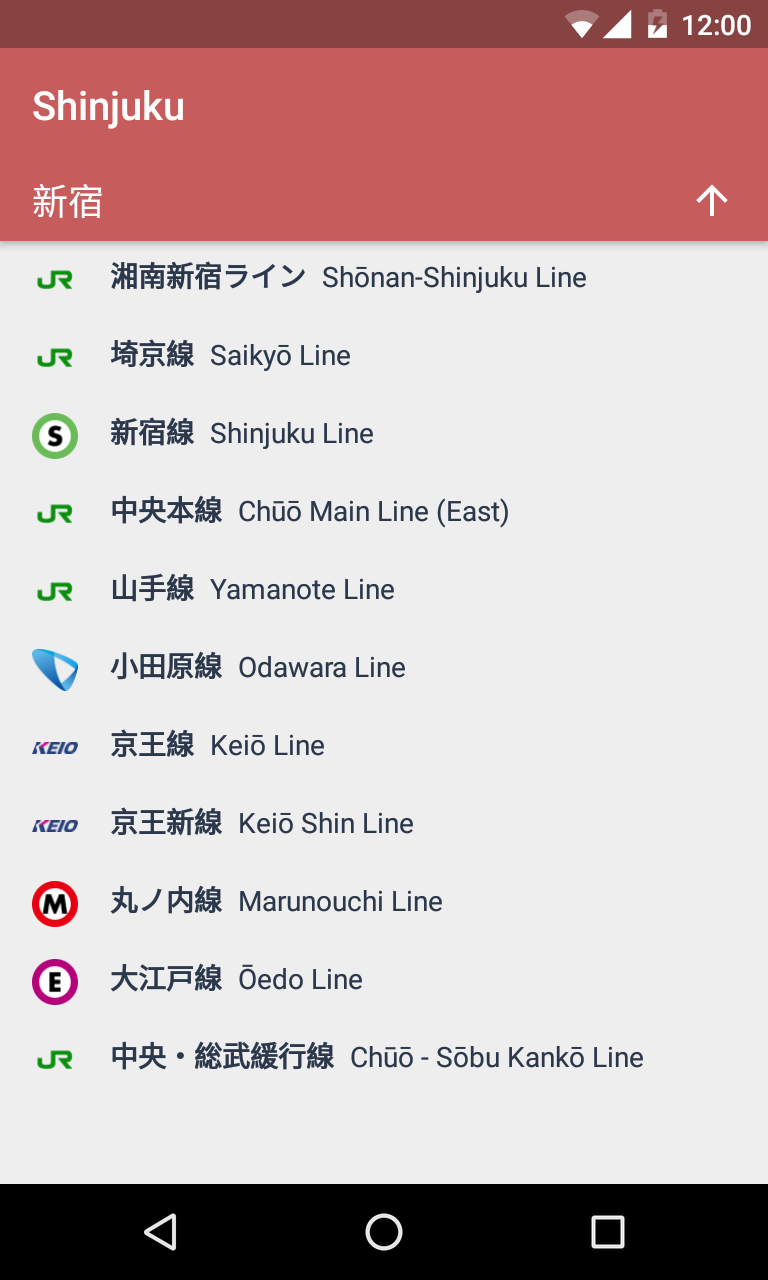 12:00
Shinjuku
新宿
JR 湘南新宿ライン Shōnan-Shinjuku Line
JR 埼京線 Saikyō Line
S 新宿線 Shinjuku Line
JR 中央本線 Chūō Main Line (East)
JR 山手線 Yamanote Line
小田原線 Odawara Line
KEIO 京王線 Keiō Line
KEIO 京王新線 Keiō Shin Line
M 丸ノ内線 Marunouchi Line
E 大江戸線 Ōedo Line
JR 中央・総武緩行線 Chūō - Sōbu Kankō Line